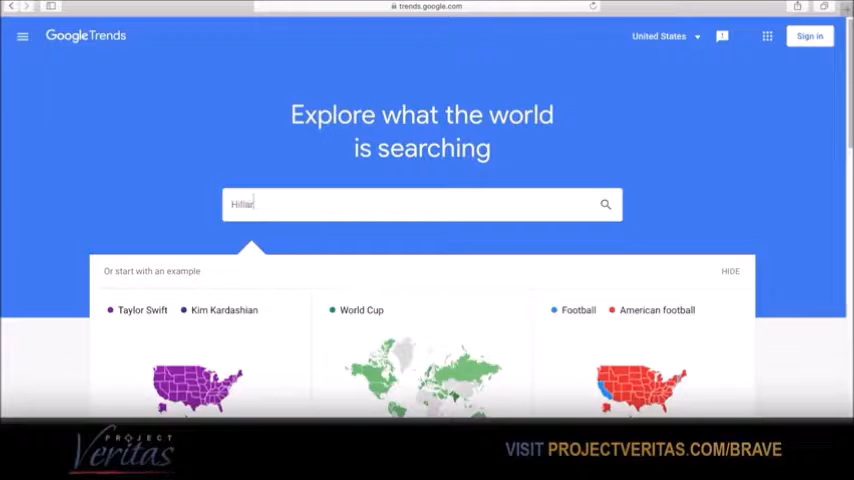 trends.google.com
Google Trends
United States
Sign in
Explore what the world
is searching
Hillar
Or start with an example
HIDE
Taylor Swift
Kim Kardashian
World Cup
Football
American football
PROJECT
Veritas
VISIT PROJECTVERITAS.COM/BRAVE